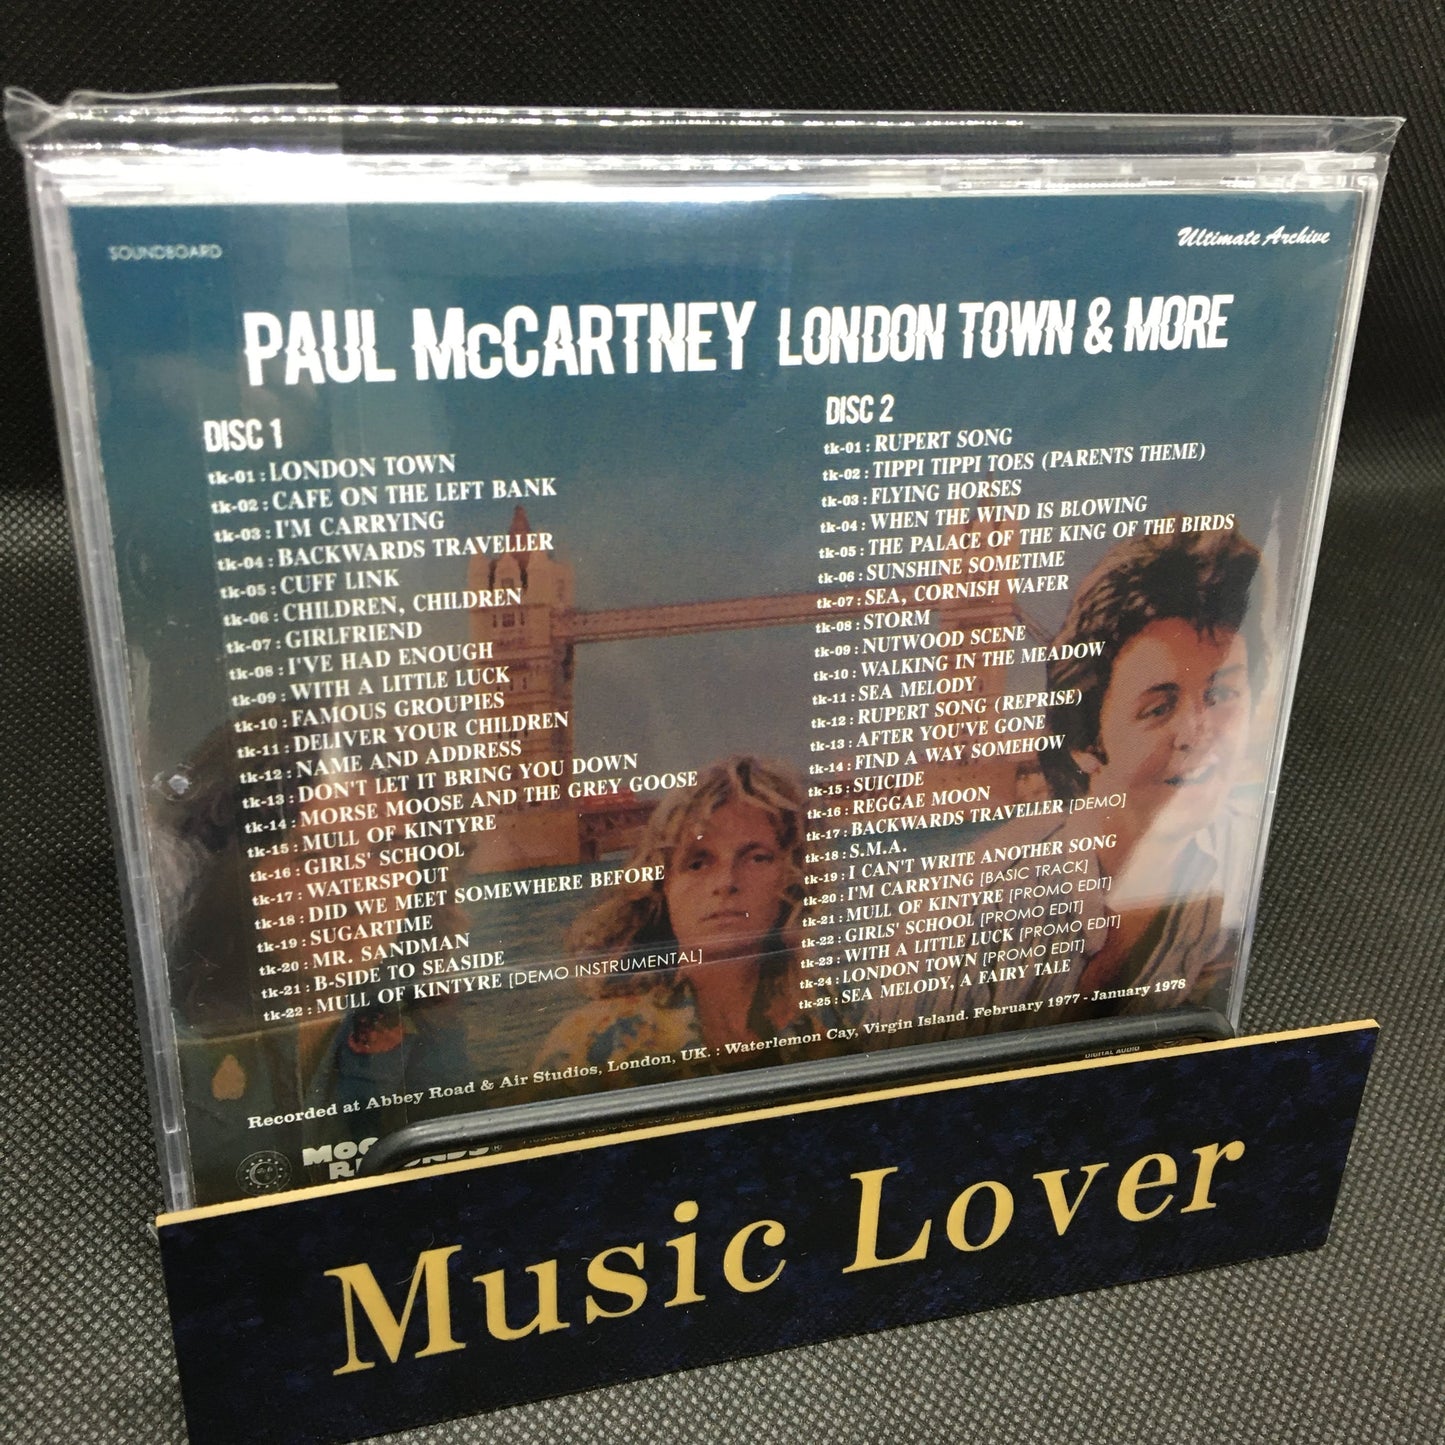 SOUNDBOARD
Ultimate Archive
PAUL McCARTNEY LONDON TOWN & MORE
DISC 1
tk-01 : LONDON TOWN
tk-02 : CAFE ON THE LEFT BANK
tk-03 : I'M CARRYING
tk-04 : BACKWARDS TRAVELLER
tk-05 : CUFF LINK
tk-06 : CHILDREN, CHILDREN
tk-07 : GIRLFRIEND
tk-08 : I'VE HAD ENOUGH
tk-09 : WITH A LITTLE LUCK
tk-10 : FAMOUS GROUPIES
tk-11 : DELIVER YOUR CHILDREN
tk-12 : NAME AND ADDRESS
tk-13 : DON'T LET IT BRING YOU DOWN
tk-14 : MORSE MOOSE AND THE GREY GOOSE
tk-15 : MULL OF KINTYRE
tk-16 : GIRLS' SCHOOL
tk-17 : WATERSPOUT
tk-18 : DID WE MEET SOMEWHERE BEFORE
tk-19 : SUGARTIME
tk-20 : MR. SANDMAN
tk-21 : B-SIDE TO SEASIDE
tk-22 : MULL OF KINTYRE [DEMO INSTRUMENTAL]
DISC 2
tk-01 : RUPERT SONG
tk-02 : TIPPI TIPPI TOES (PARENTS THEME)
tk-03 : FLYING HORSES
tk-04 : WHEN THE WIND IS BLOWING
tk-05 : THE PALACE OF THE KING OF THE BIRDS
tk-06 : SUNSHINE SOMETIME
tk-07 : SEA, CORNISH WAFER
tk-08 : STORM
tk-09 : NUTWOOD SCENE
tk-10 : WALKING IN THE MEADOW
tk-11 : SEA MELODY
tk-12 : RUPERT SONG (REPRISE)
tk-13 : AFTER YOU'VE GONE
tk-14 : FIND A WAY SOMEHOW
tk-15 : SUICIDE
tk-16 : REGGAE MOON
tk-17 : BACKWARDS TRAVELLER [DEMO]
tk-18 : S.M.A.
tk-19 : I CAN'T WRITE ANOTHER SONG
tk-20 : I'M CARRYING [BASIC TRACK]
tk-21 : MULL OF KINTYRE [PROMO EDIT]
tk-22 : GIRLS' SCHOOL [PROMO EDIT]
tk-23 : WITH A LITTLE LUCK [PROMO EDIT]
tk-24 : LONDON TOWN [PROMO EDIT]
tk-25 : SEA MELODY, A FAIRY TALE
Recorded at Abbey Road & Air Studios, London, UK. : Waterlemon Cay, Virgin Island. February 1977 - January 1978
DIGITAL AUDIO
Music Lover